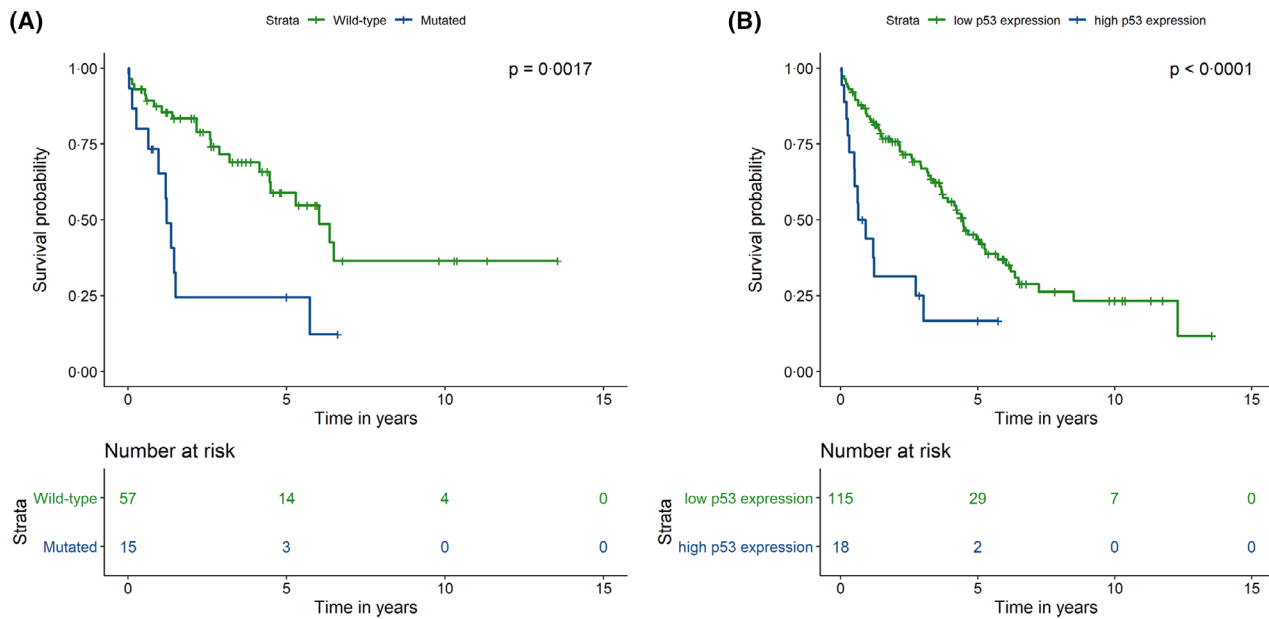 (A)
Strata Wild-type Mutated
p = 0·0017
Survival probability
1·00
0·75
0·50
0·25
0·00
0 5 10 15
Time in years
Number at risk
Strata
Wild-type 57 14 4 0
Mutated 15 3 0 0
0 5 10 15
Time in years
(B)
Strata low p53 expression high p53 expression
p < 0·0001
Survival probability
1·00
0·75
0·50
0·25
0·00
0 5 10 15
Time in years
Number at risk
Strata
low p53 expression 115 29 7 0
high p53 expression 18 2 0 0
0 5 10 15
Time in years